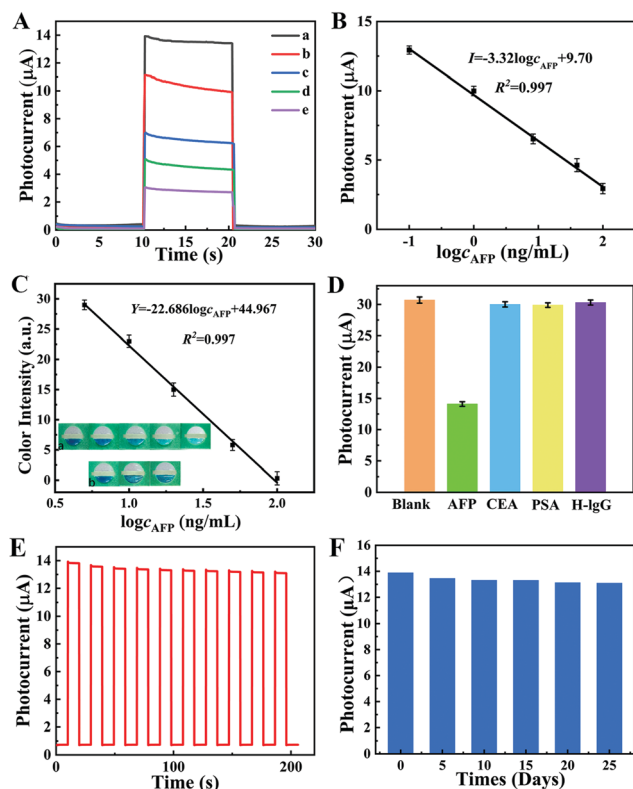 A
Photocurrent (μA)
14
12
10
8
6
4
2
0
0 5 10 15 20 25 30
Time (s)
a
b
c
d
e
B
Photocurrent (μA)
15
10
5
0
-1 0 1 2
logcAFP (ng/mL)
I=-3.32logcAFP+9.70
R²=0.997
C
Color Intensity (a.u.)
30
25
20
15
10
5
0
0.5 1.0 1.5 2.0
logcAFP (ng/mL)
Y=-22.686logcAFP+44.967
R²=0.997
a
b
D
Photocurrent (μA)
35
30
25
20
15
10
5
0
Blank AFP CEA PSA H-IgG
E
Photocurrent (μA)
14
12
10
8
6
4
2
0
0 100 200
Time (s)
F
Photocurrent (μA)
16
14
12
10
8
6
4
2
0
0 5 10 15 20 25
Times (Days)